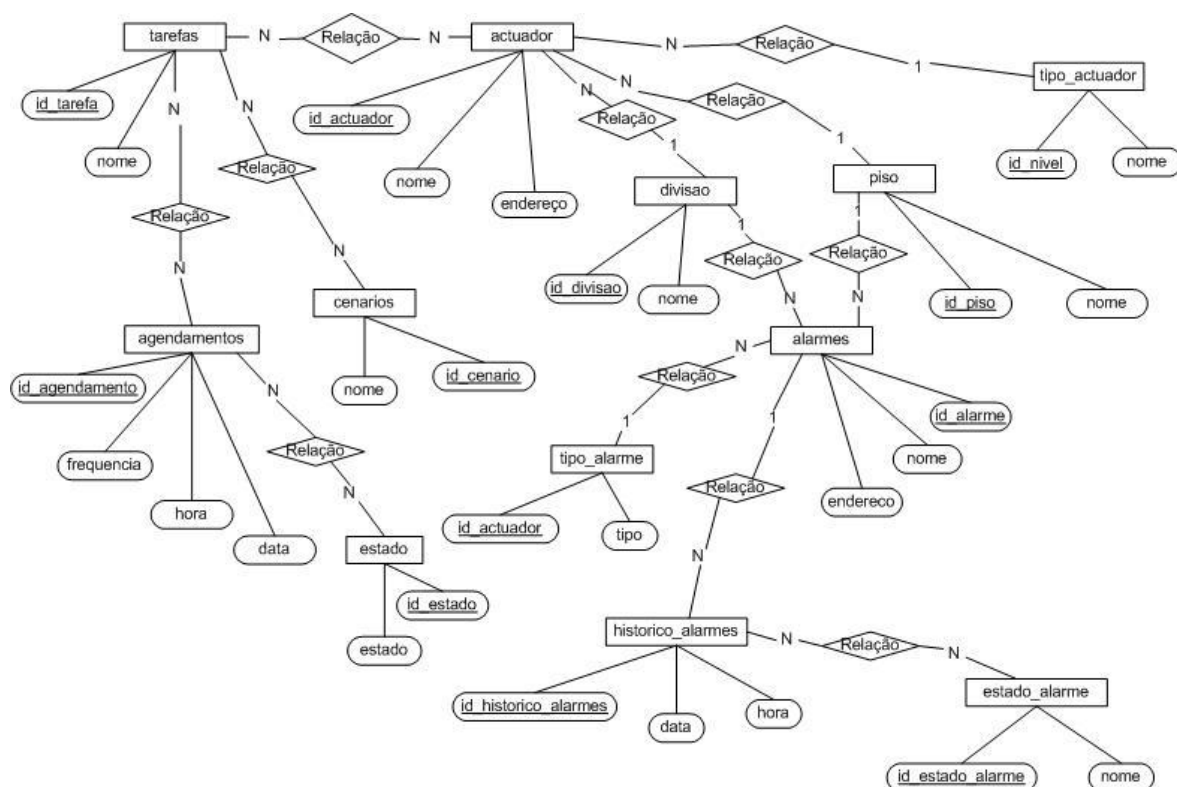 tarefas N Relação N actuador N Relação 1 tipo_actuador
id_tarefa nome N N
id_actuador nome endereço
N Relação 1
N Relação 1
id_nivel nome
Relação N
Relação N
divisao piso
id_divisao nome
id_piso nome
1 Relação N
1 Relação N
cenários
nome id_cenario
agendamentos
id_agendamento frequencia hora data
N Relação N
estado
id_estado
estado
alarmes
id_alarme
nome
endereco
N Relação 1
tipo_alarme
id_actuador tipo
1 Relação N
historico_alarmes
id_historico_alarmes data hora
N Relação N
estado_alarme
id_estado_alarme nome